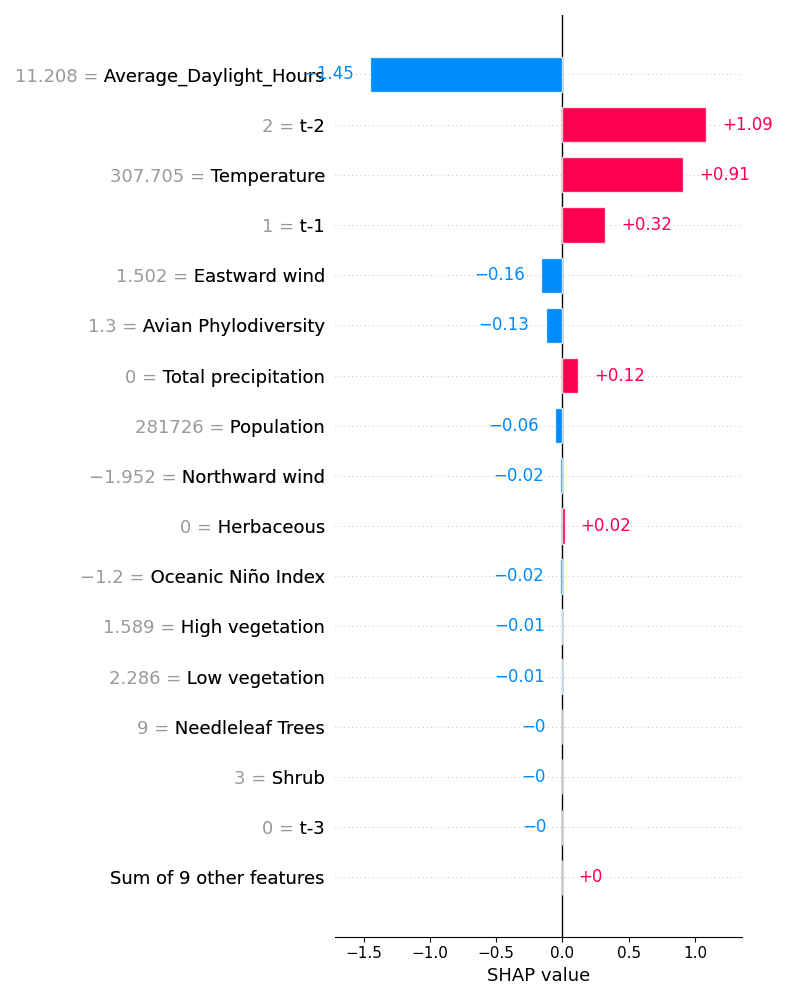 11.208 = Average_Daylight_Hours −1.45
2 = t-2 +1.09
307.705 = Temperature +0.91
1 = t-1 +0.32
1.502 = Eastward wind −0.16
1.3 = Avian Phylodiversity −0.13
0 = Total precipitation +0.12
281726 = Population −0.06
−1.952 = Northward wind −0.02
0 = Herbaceous +0.02
−1.2 = Oceanic Niño Index −0.02
1.589 = High vegetation −0.01
2.286 = Low vegetation −0.01
9 = Needleleaf Trees −0
3 = Shrub −0
0 = t-3 −0
Sum of 9 other features +0
−1.5 −1.0 −0.5 0.0 0.5 1.0
SHAP value